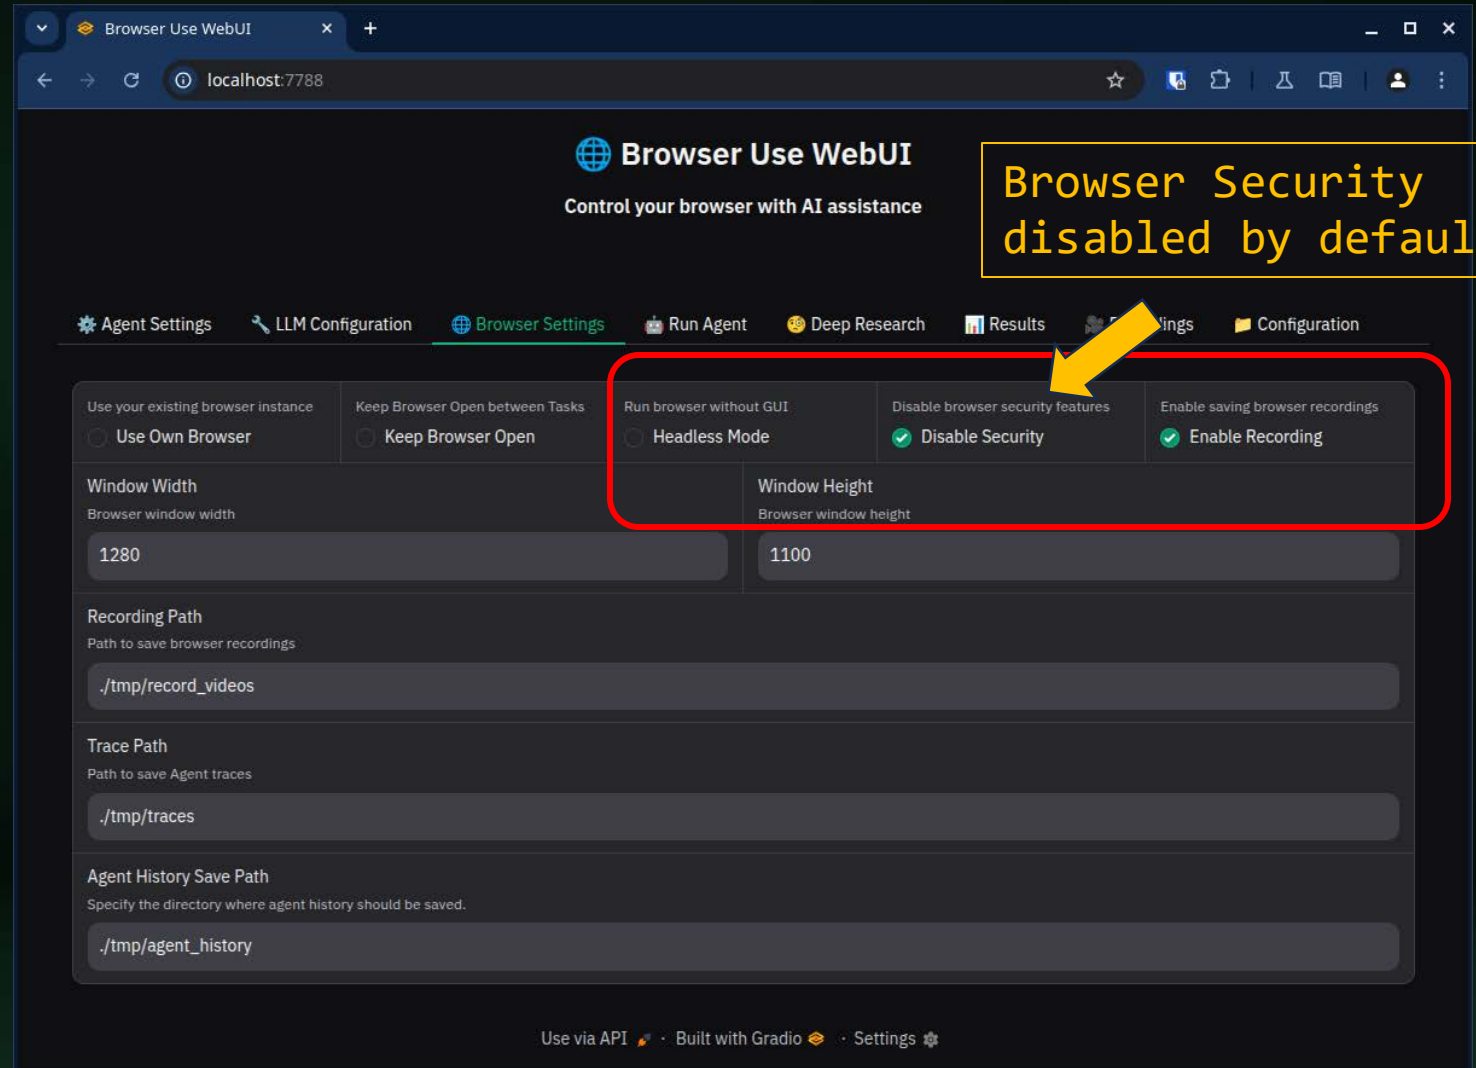 Browser Use WebUI
localhost:7788
Browser Use WebUI
Control your browser with AI assistance
Browser Security
disabled by defaul
Agent Settings
LLM Configuration
Browser Settings
Run Agent
Deep Research
Results
ings
Configuration
Use your existing browser instance
Use Own Browser
Keep Browser Open between Tasks
Keep Browser Open
Run browser without GUI
Headless Mode
Disable browser security features
Disable Security
Enable saving browser recordings
Enable Recording
Window Width
Browser window width
1280
Window Height
Browser window height
1100
Recording Path
Path to save browser recordings
./tmp/record_videos
Trace Path
Path to save Agent traces
./tmp/traces
Agent History Save Path
Specify the directory where agent history should be saved.
./tmp/agent_history
Use via API · Built with Gradio · Settings